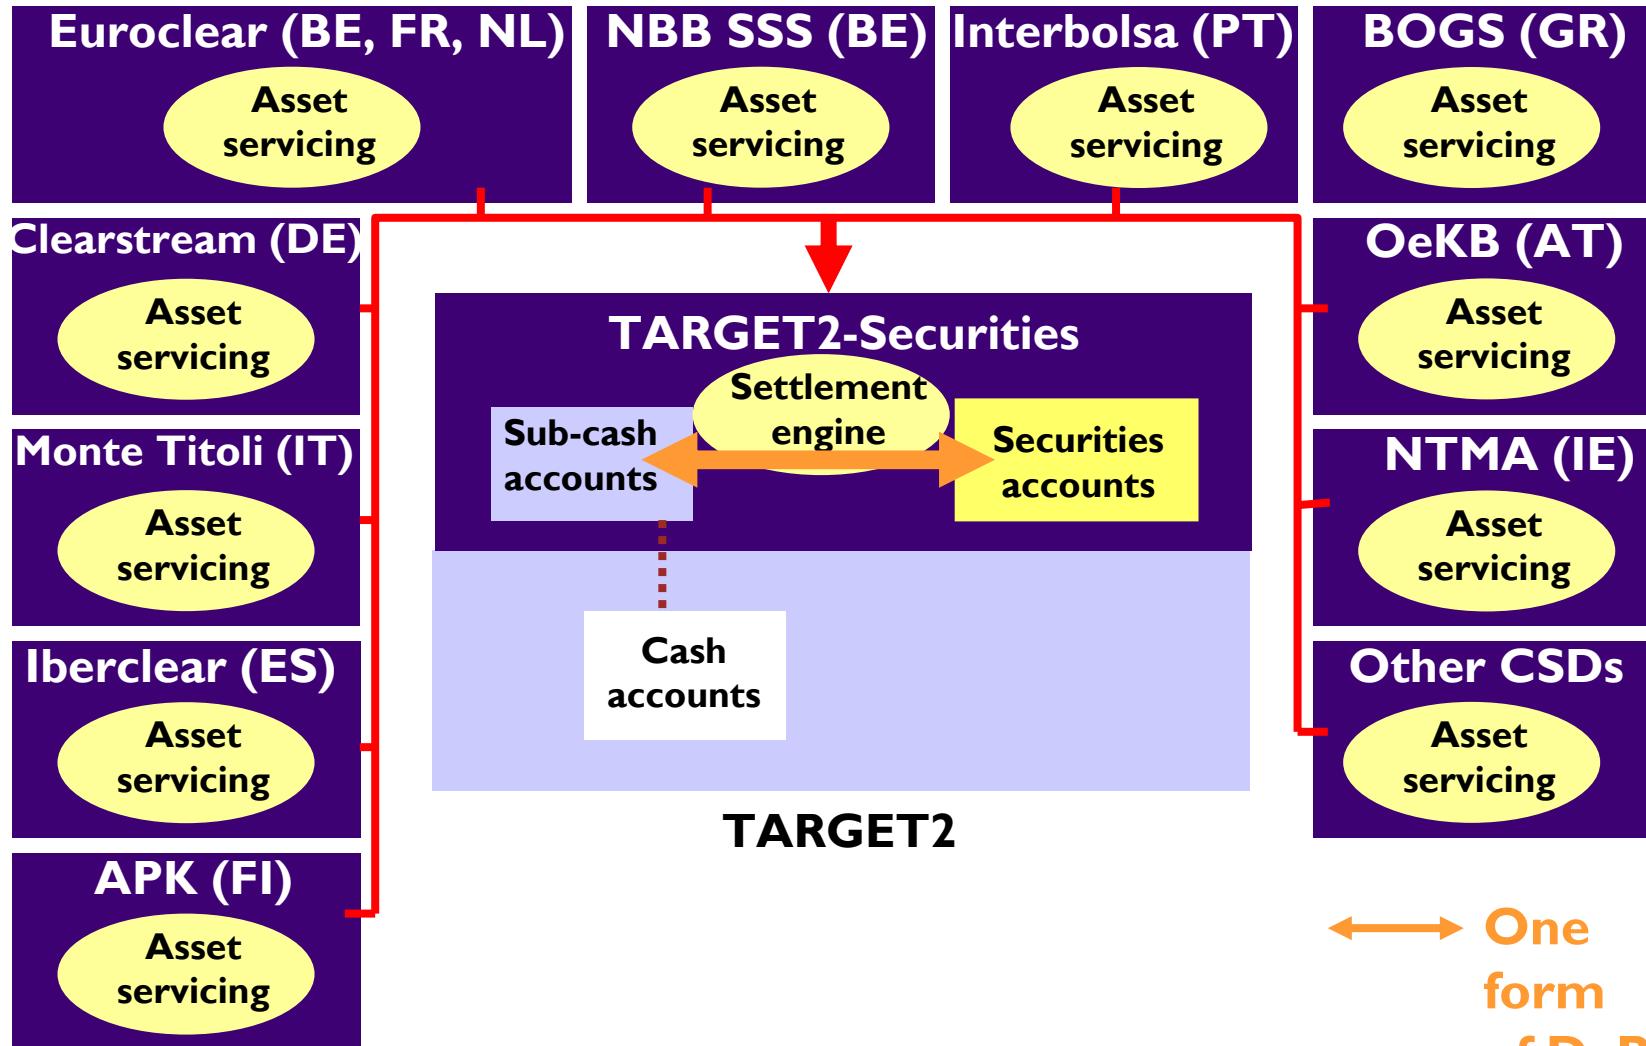 Euroclear (BE, FR, NL)
Asset
servicing
NBB SSS (BE)
Asset
servicing
Interbolsa (PT)
Asset
servicing
BOGS (GR)
Asset
servicing
Clearstream (DE)
Asset
servicing
OeKB (AT)
Asset
servicing
TARGET2-Securities
Settlement
engine
Sub-cash
accounts
Securities
accounts
Monte Titoli (IT)
Asset
servicing
NTMA (IE)
Asset
servicing
Cash
accounts
Iberclear (ES)
Asset
servicing
Other CSDs
Asset
servicing
TARGET2
APK (FI)
Asset
servicing
One
form